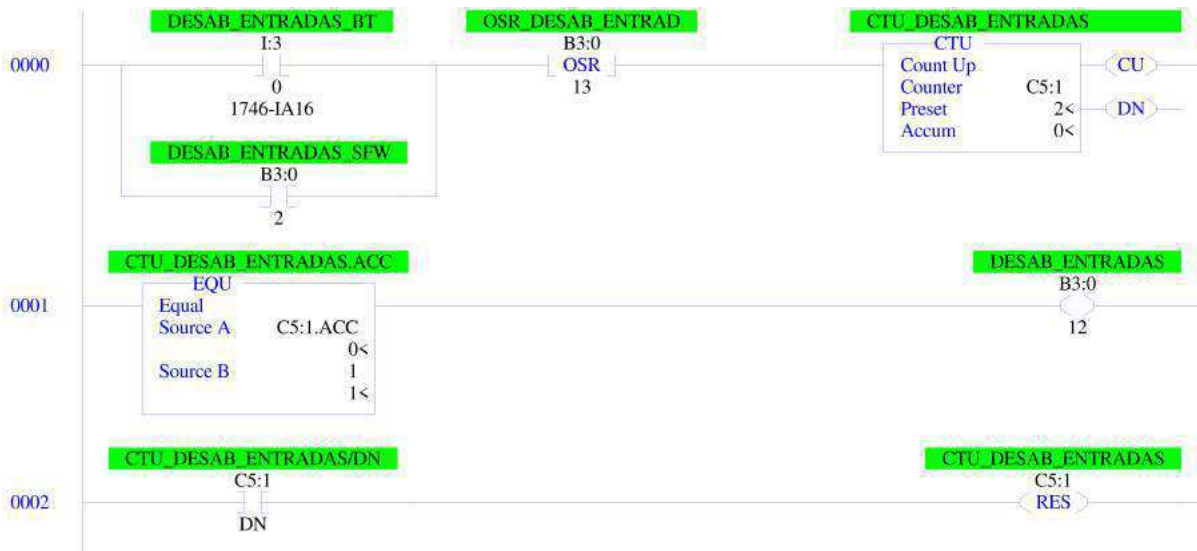 DESAB_ENTRADAS_BT
OSR_DESAB_ENTRAD
CTU_DESAB_ENTRADAS
I:3
B3:0
CTU
0000
OSR
Count Up
CU
0
13
Counter C5:1
1746-IA16
Preset 2<
DN
Accum 0<
DESAB_ENTRADAS_SFW
B3:0
2
CTU_DESAB_ENTRADAS.ACC
DESAB_ENTRADAS
EQU
B3:0
0001
Equal
Source A C5:1.ACC
12
0<
Source B 1
1<
CTU_DESAB_ENTRADAS/DN
CTU_DESAB_ENTRADAS
C5:1
C5:1
0002
RES
DN